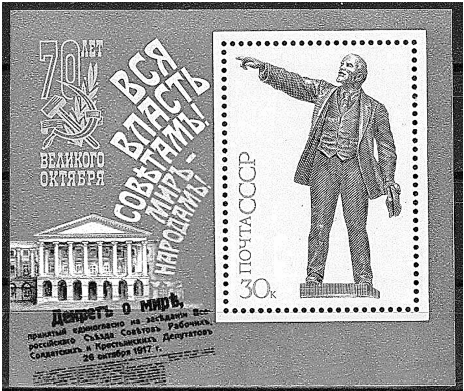 70 ЛЕТ
ВЕЛИКОГО
ОКТЯБРЯ
ВСЯ
ВЛАСТЬ
СОВѢТАМЪ!
МИРЪ -
НАРОДАМЪ!
Декретъ о мирѣ,
принятый единогласно на засѣданіи Все-
россійскаго Съѣзда Совѣтовъ Рабочихъ,
Солдатскихъ и Крестьянскихъ Депутатовъ
26 октября 1917 г.
ПОЧТА СССР
30к